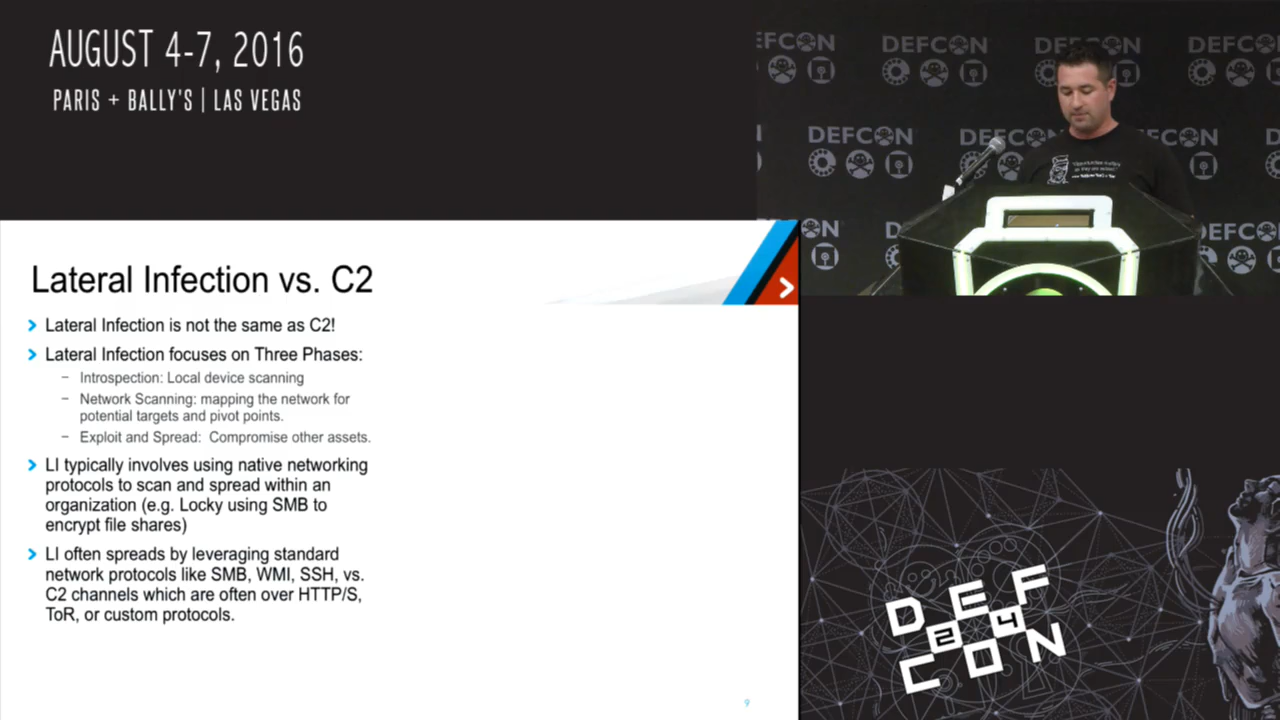 AUGUST 4-7, 2016
PARIS + BALLY'S | LAS VEGAS
DEFCON DEFCON DEFCON
DEFCON DEFCON
Lateral Infection vs. C2
Lateral Infection is not the same as C2!
Lateral Infection focuses on Three Phases:
– Introspection: Local device scanning
– Network Scanning: mapping the network for
potential targets and pivot points.
– Exploit and Spread: Compromise other assets.
LI typically involves using native networking
protocols to scan and spread within an
organization (e.g. Locky using SMB to
encrypt file shares)
LI often spreads by leveraging standard
network protocols like SMB, WMI, SSH, vs.
C2 channels which are often over HTTP/S,
ToR, or custom protocols.
9
DEF
24
CON